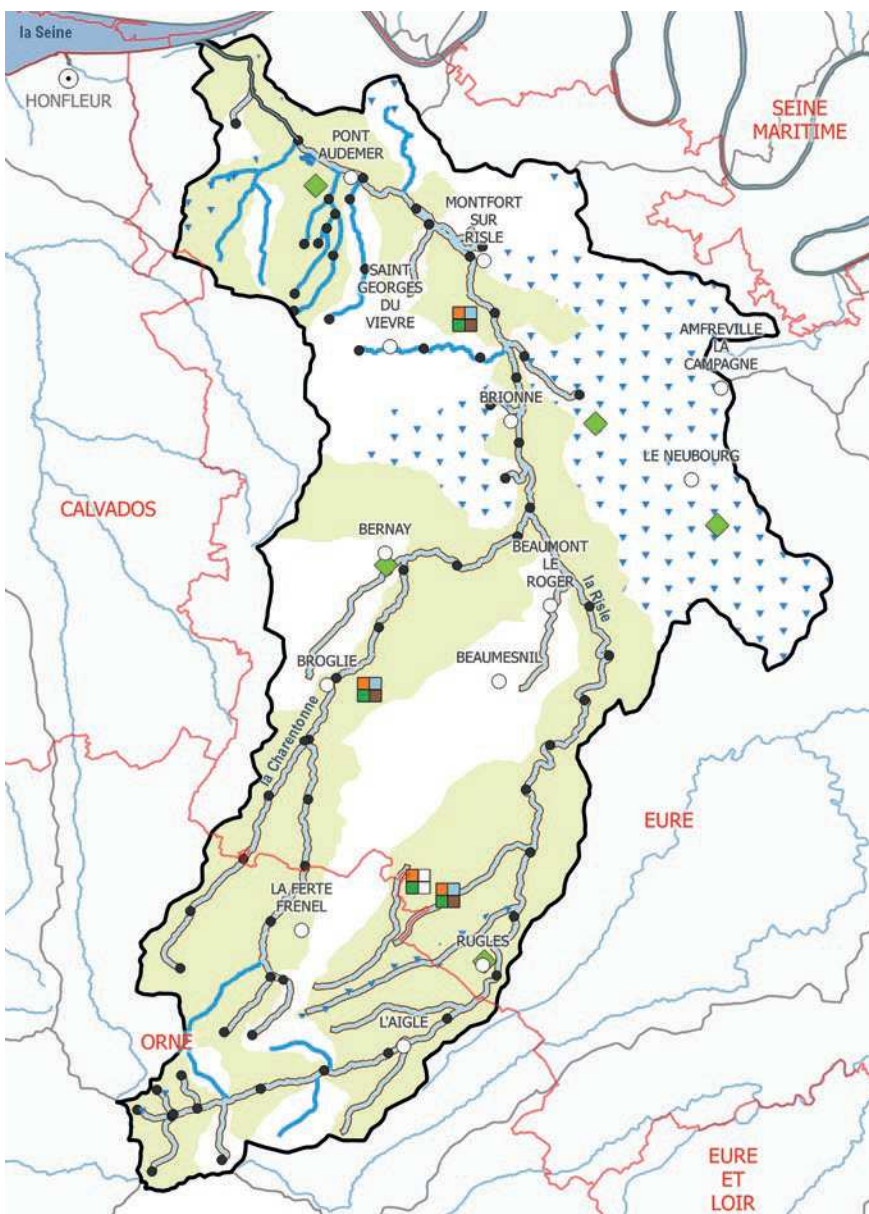 la Seine
HONFLEUR
SEINE
MARITIME
PONT
AUDEMER
MONTFORT
SUR
RISLE
SAINT
GEORGES
DU
VIEVRE
AMFREVILLE
LA
CAMPAGNE
BRIONNE
LE NEUBOURG
CALVADOS
BERNAY
BEAUMONT
LE
ROGER
la Risle
BROGLIE
BEAUMESNIL
la Charentonne
EURE
LA FERTE
FRENEL
RUGLES
L'AIGLE
ORNE
EURE
ET
LOIR